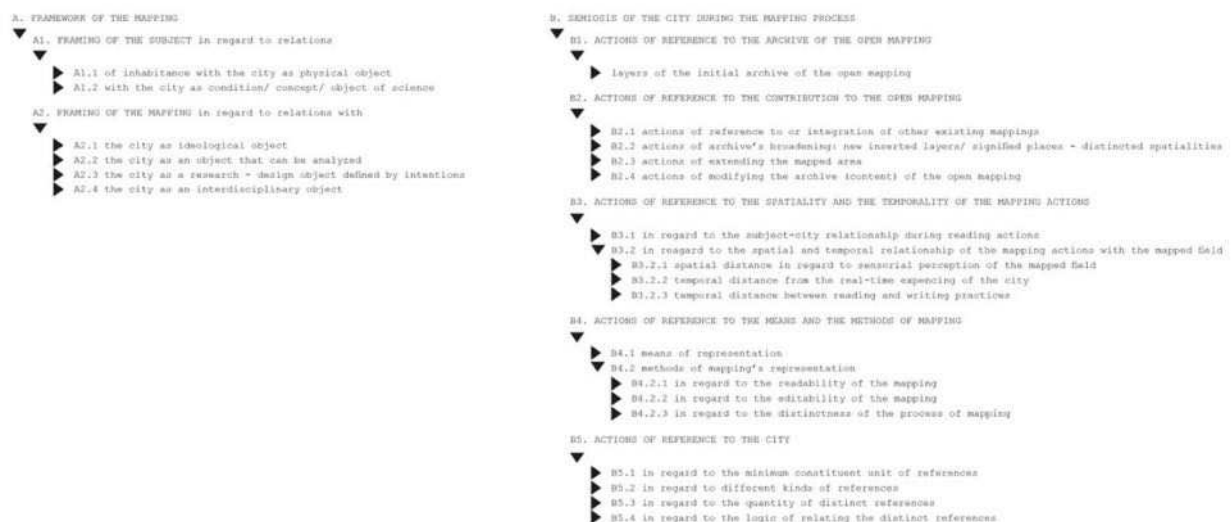 A. FRAMEWORK OF THE MAPPING
A1. FRAMING OF THE SUBJECT in regard to relations
A1.1 of inhabitance with the city as physical object
A1.2 with the city as condition/ concept/ object of science
A2. FRAMING OF THE MAPPING in regard to relations with
A2.1 the city as ideological object
A2.2 the city as an object that can be analyzed
A2.3 the city as a research - design object defined by intentions
A2.4 the city as an interdisciplinary object
B. SEMIOSIS OF THE CITY DURING THE MAPPING PROCESS
B1. ACTIONS OF REFERENCE TO THE ARCHIVE OF THE OPEN MAPPING
layers of the initial archive of the open mapping
B2. ACTIONS OF REFERENCE TO THE CONTRIBUTION TO THE OPEN MAPPING
B2.1 actions of reference to or integration of other existing mappings
B2.2 actions of archive's broadening: new inserted layers/ signified places - distincted spatialities
B2.3 actions of extending the mapped area
B2.4 actions of modifying the archive (content) of the open mapping
B3. ACTIONS OF REFERENCE TO THE SPATIALITY AND THE TEMPORALITY OF THE MAPPING ACTIONS
B3.1 in regard to the subject-city relationship during reading actions
B3.2 in reagard to the spatial and temporal relationship of the mapping actions with the mapped field
B3.2.1 spatial distance in regard to sensorial perception of the mapped field
B3.2.2 temporal distance from the real-time expencing of the city
B3.2.3 temporal distance between reading and writing practices
B4. ACTIONS OF REFERENCE TO THE MEANS AND THE METHODS OF MAPPING
B4.1 means of representation
B4.2 methods of mapping's representation
B4.2.1 in regard to the readability of the mapping
B4.2.2 in regard to the editability of the mapping
B4.2.3 in regard to the distinctness of the process of mapping
B5. ACTIONS OF REFERENCE TO THE CITY
B5.1 in regard to the minimum constituent unit of references
B5.2 in regard to different kinds of references
B5.3 in regard to the quantity of distinct references
B5.4 in regard to the logic of relating the distinct references